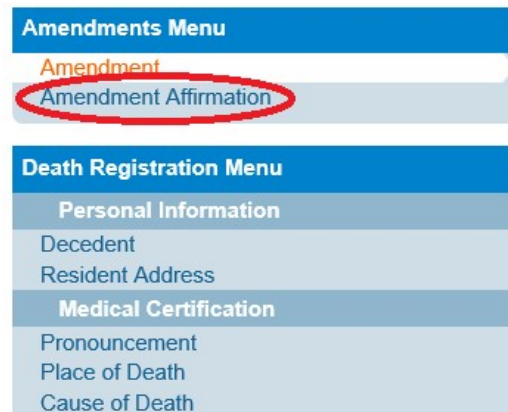 Amendments Menu
Amendment
Amendment Affirmation
Death Registration Menu
Personal Information
Decedent
Resident Address
Medical Certification
Pronouncement
Place of Death
Cause of Death